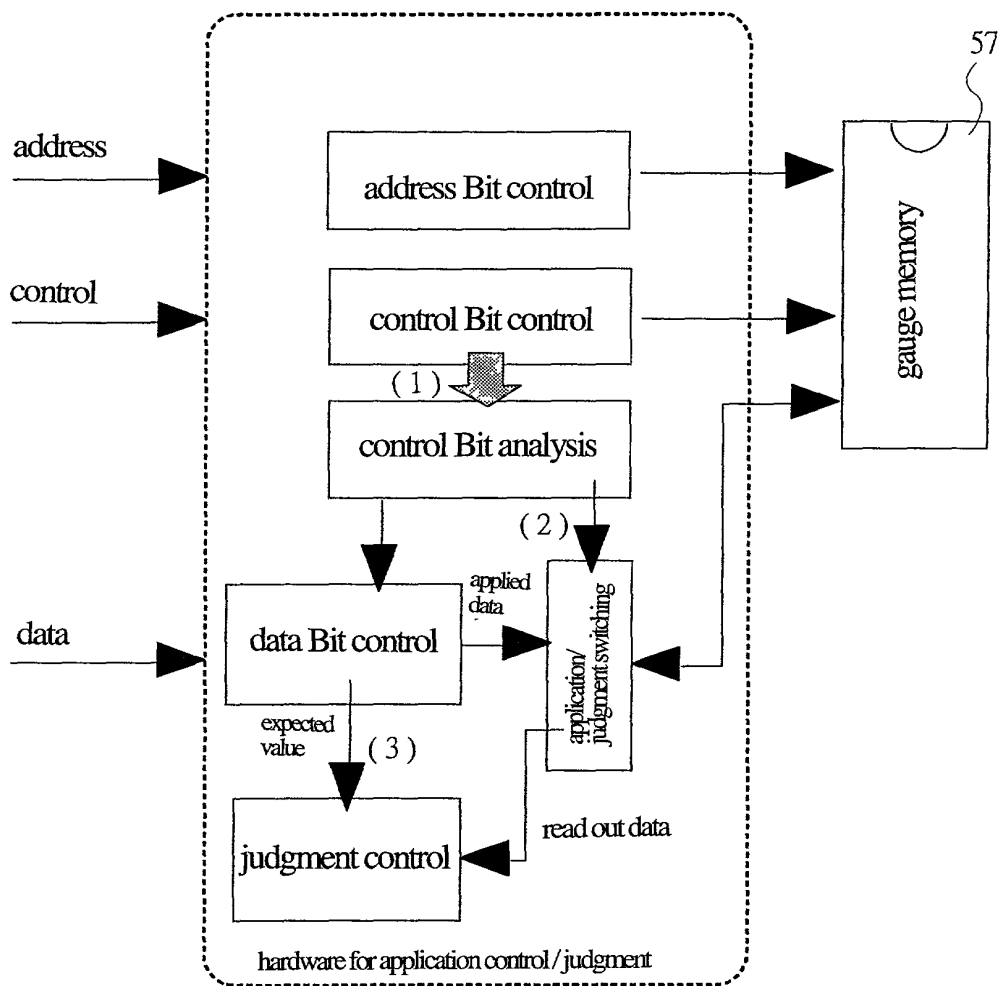 57
address
address Bit control
control
control Bit control
gauge memory
( 1 )
control Bit analysis
( 2 )
applied
data
data
data Bit control
application/
judgment switching
expected
value
( 3 )
read out data
judgment control
hardware for application control / judgment